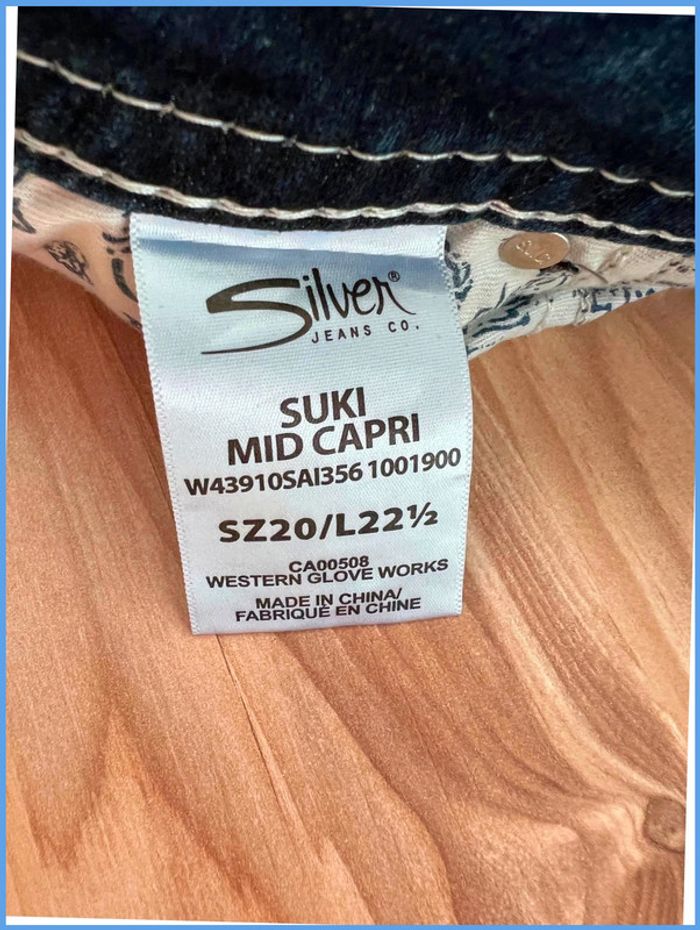 Silver®
JEANS CO.
SUKI
MID CAPRI
W43910SAI356 1001900
SZ20/L22½
CA00508
WESTERN GLOVE WORKS
MADE IN CHINA/
FABRIQUÉ EN CHINE